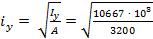 i_y = √(I_y/A) = √(10667 * 10^8/3200)